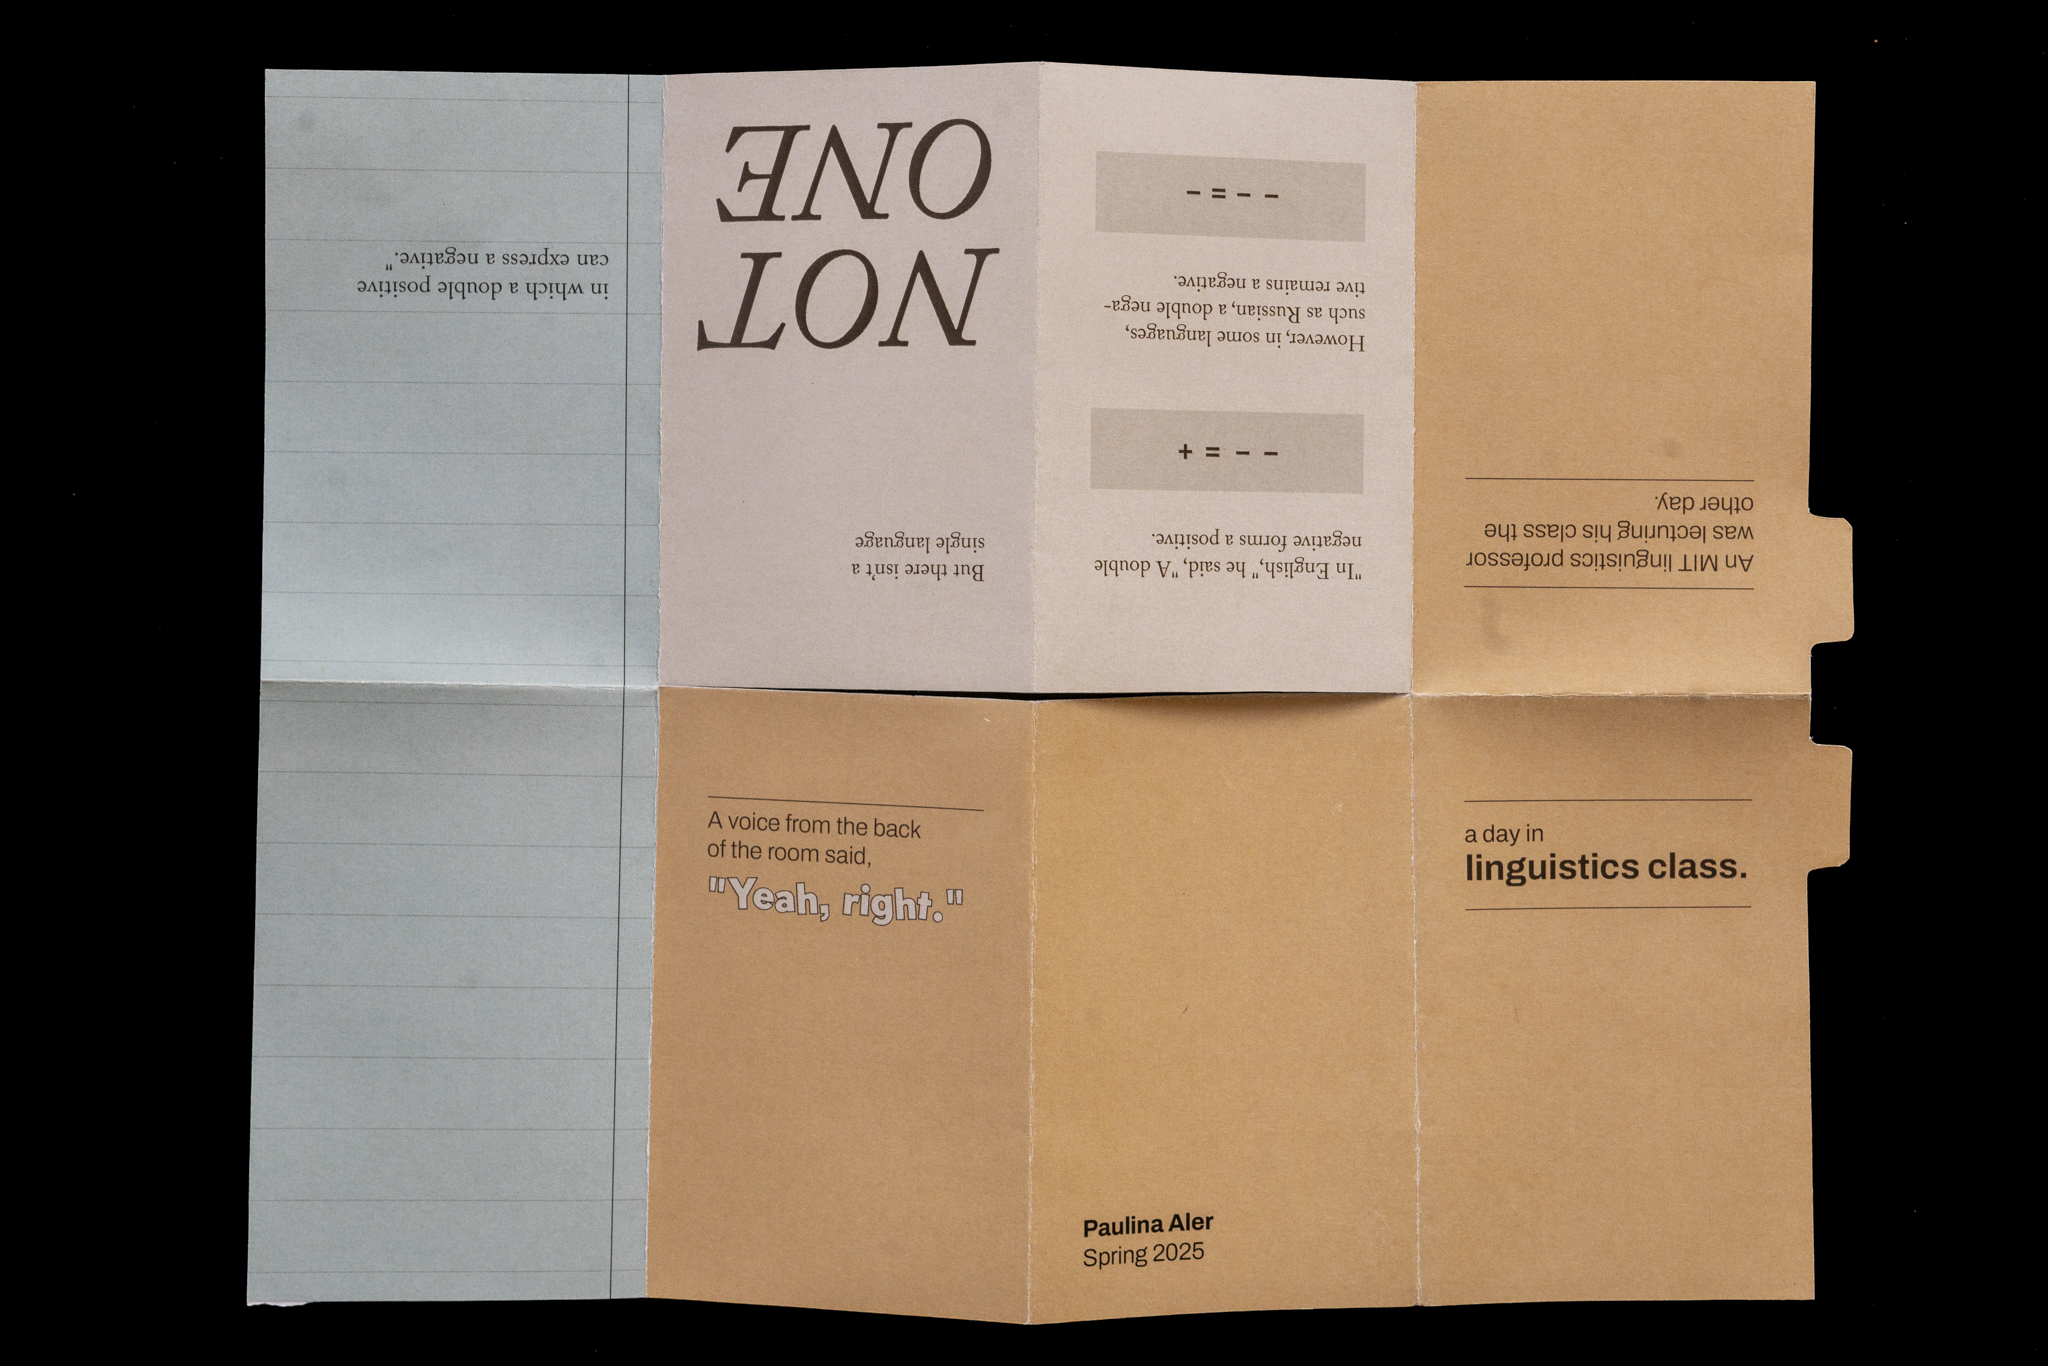 a day in
linguistics class.
An MIT linguistics professor
was lecturing his class the
other day.
"In English," he said, "A double
negative forms a positive.
– – = +
However, in some languages,
such as Russian, a double nega-
tive remains a negative.
– – = –
But there isn't a
single language
NOT
ONE
in which a double positive
can express a negative."
A voice from the back
of the room said,
"Yeah, right."
Paulina Aler
Spring 2025